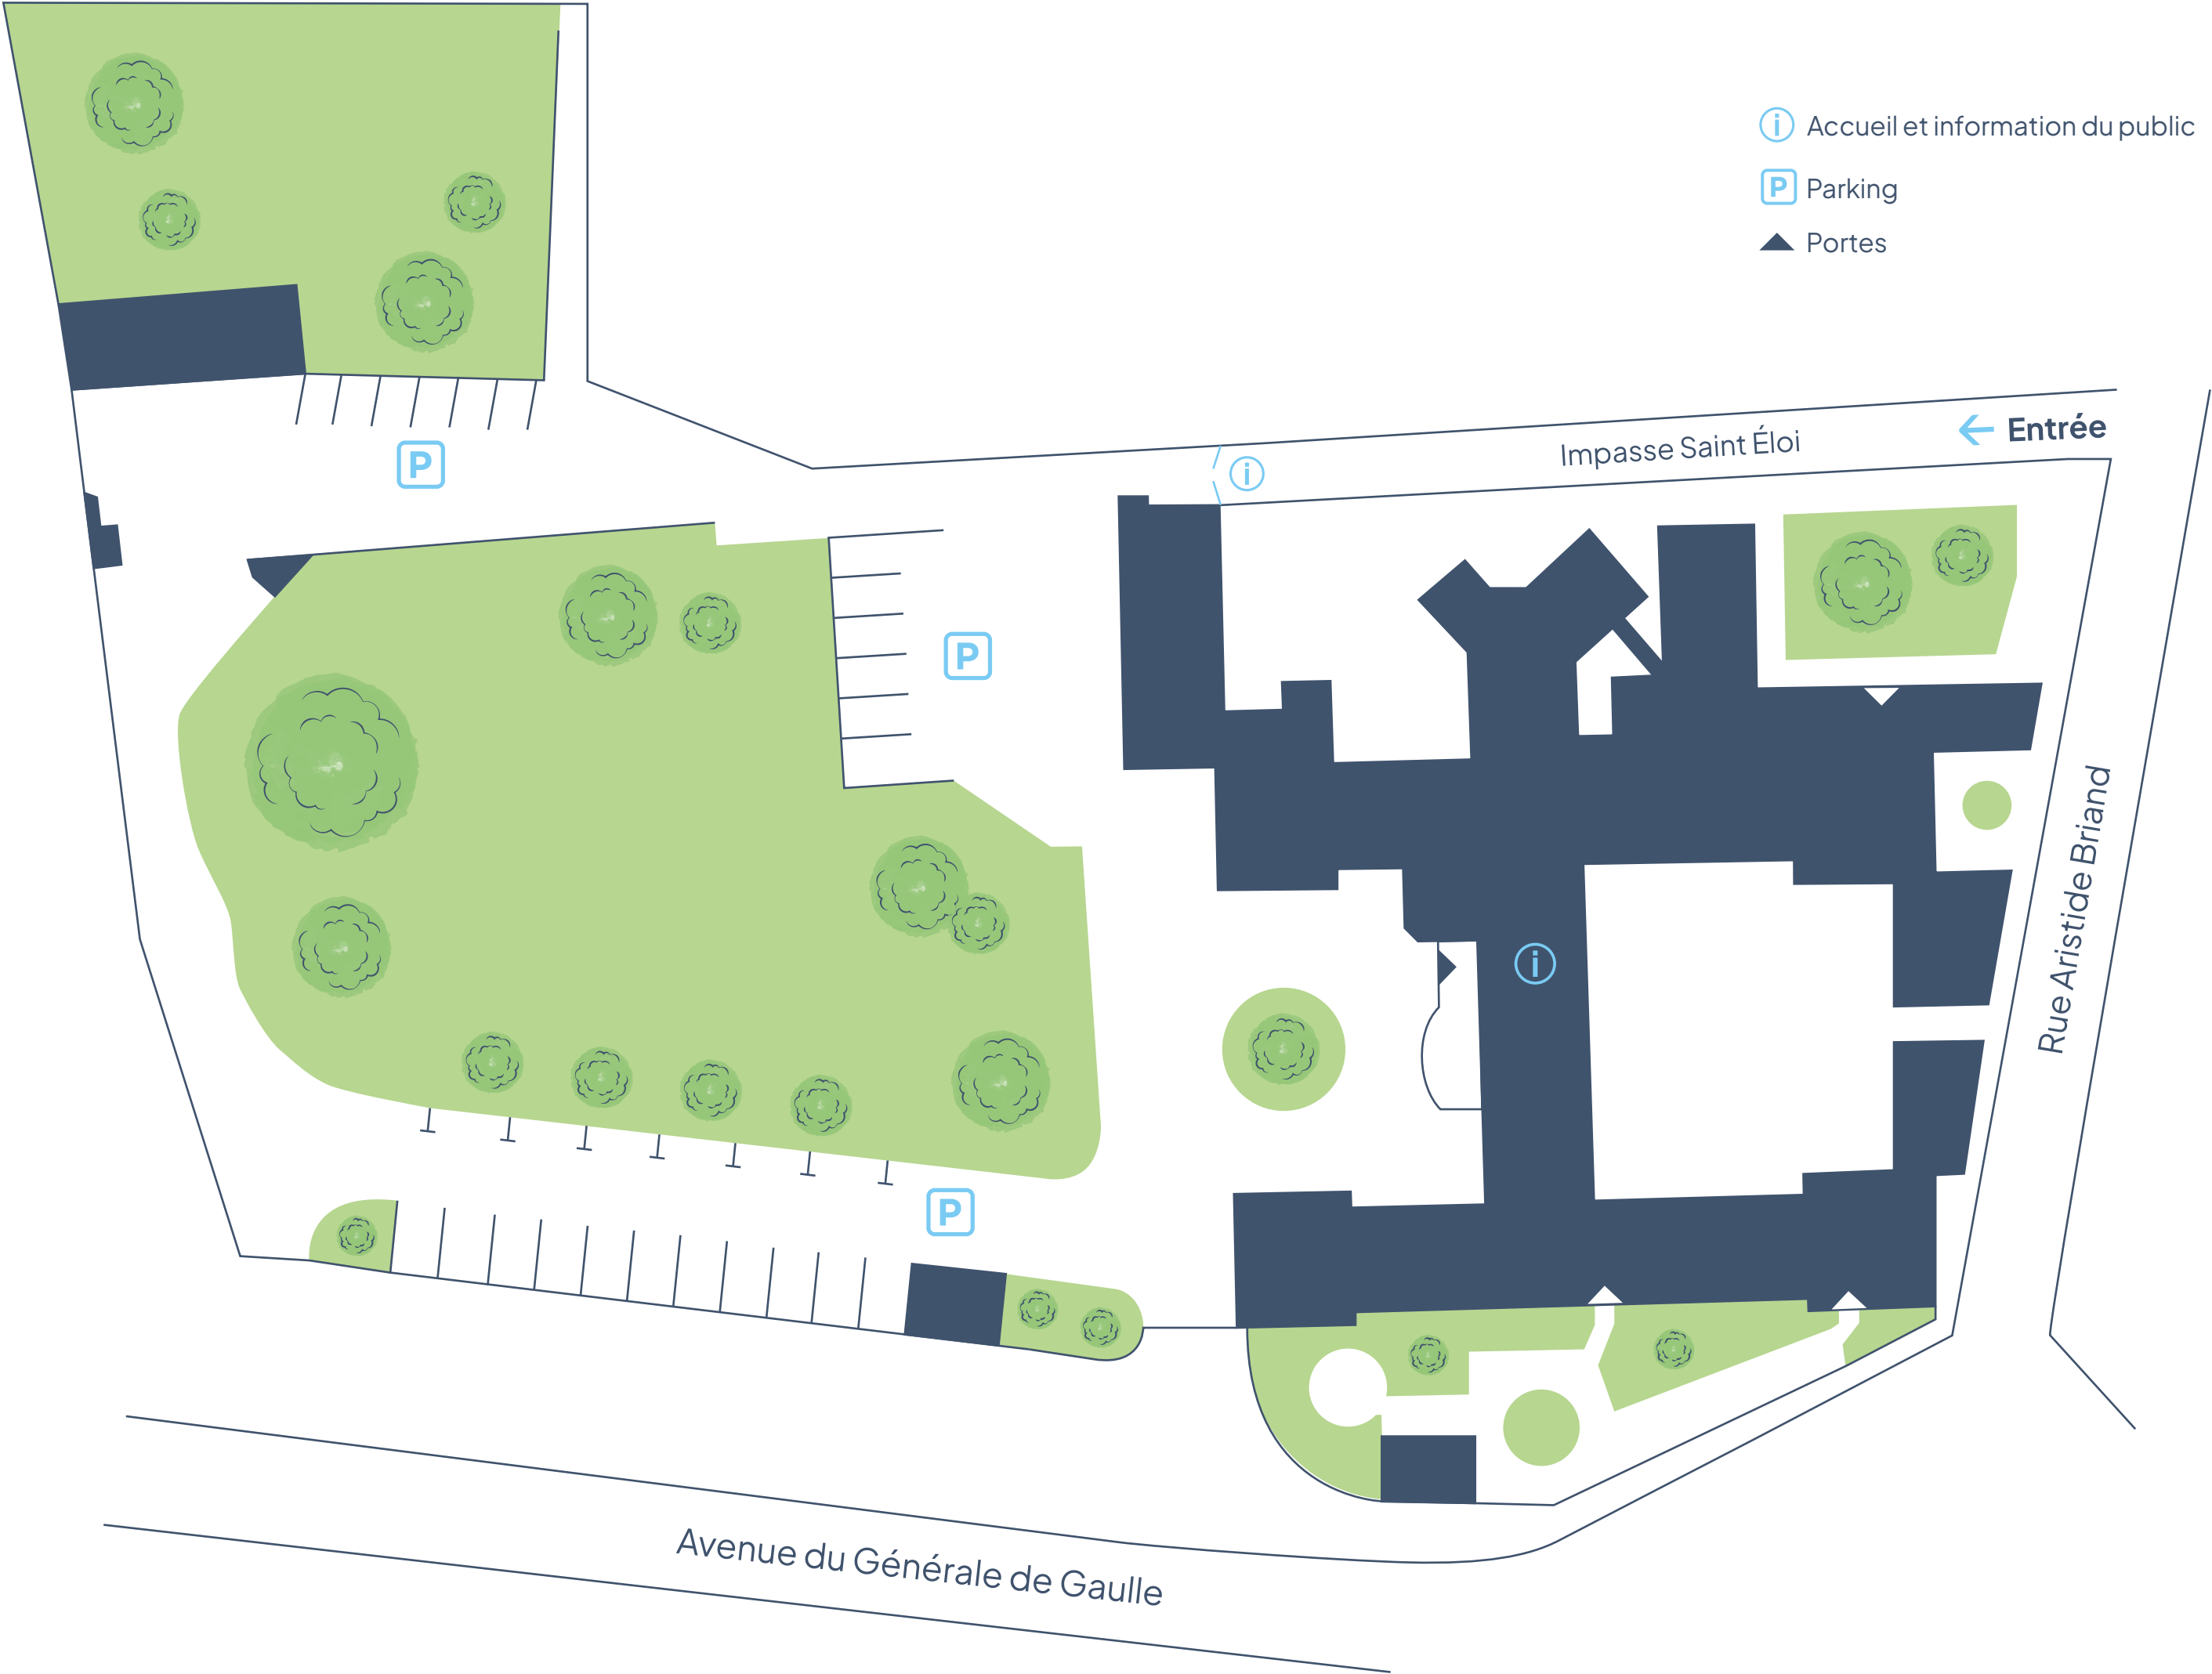 i Accueil et information du public
P Parking
Portes
← Entrée
Impasse Saint Éloi
i
P
P
Rue Aristide Briand
i
P
Avenue du Générale de Gaulle